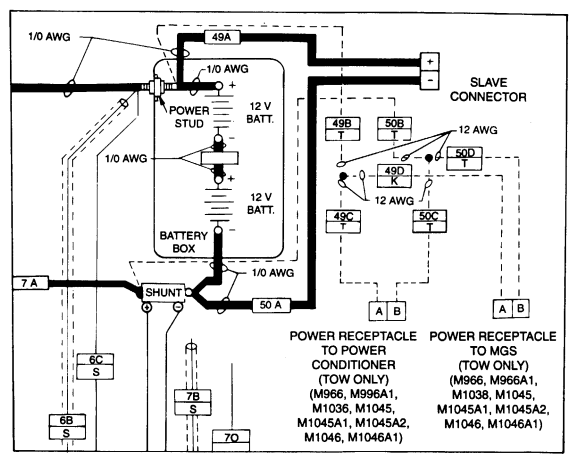 1/0 AWG
49A
1/0 AWG
+
−
SLAVE
CONNECTOR
POWER
STUD
+
12 V
BATT.
−
1/0 AWG
+
12 V
BATT.
−
BATTERY
BOX
49B
T
50B
T
12 AWG
50D
T
49D
K
12 AWG
49C
T
50C
T
1/0 AWG
7 A
SHUNT
+
−
50 A
A B
A B
POWER RECEPTACLE
TO POWER
CONDITIONER
(TOW ONLY)
(M966, M996A1,
M1036, M1045,
M1045A1, M1045A2,
M1046, M1046A1)
POWER RECEPTACLE
TO MGS
(TOW ONLY)
(M966, M966A1,
M1038, M1045,
M1045A1, M1045A2,
M1046, M1046A1)
6C
S
6B
S
7B
S
7Q